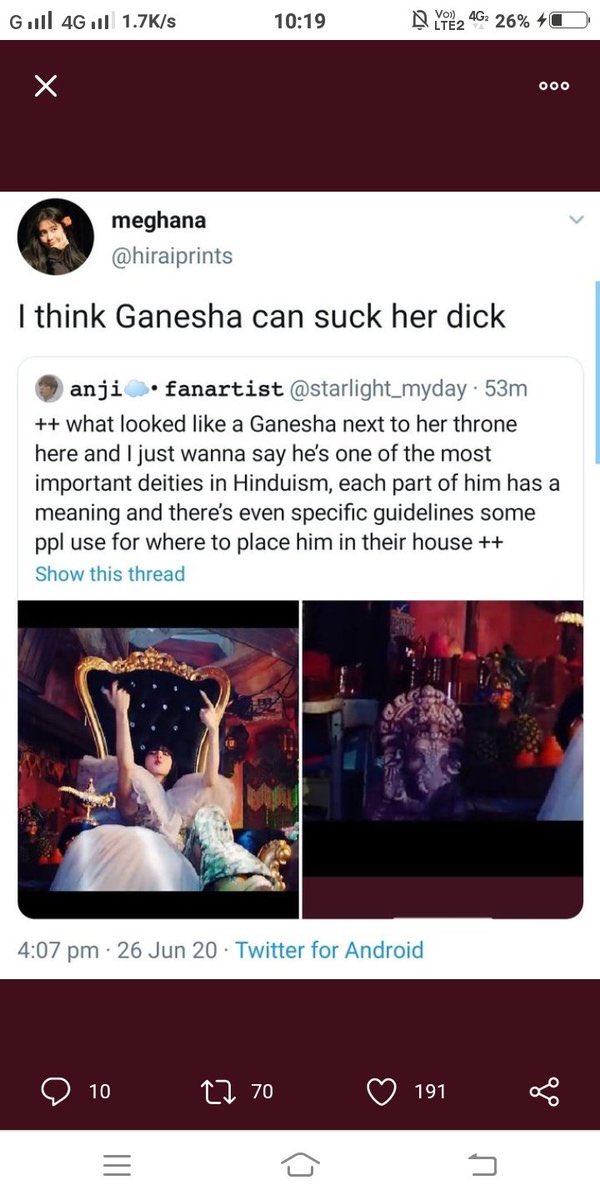 G 4G 1.7K/s 10:19 Vo)) LTE2 4G2 26%
meghana
@hiraiprints
I think Ganesha can suck her dick
anji • fanartist @starlight_myday · 53m
++ what looked like a Ganesha next to her throne
here and I just wanna say he's one of the most
important deities in Hinduism, each part of him has a
meaning and there's even specific guidelines some
ppl use for where to place him in their house ++
Show this thread
4:07 pm · 26 Jun 20 · Twitter for Android
10 70 191